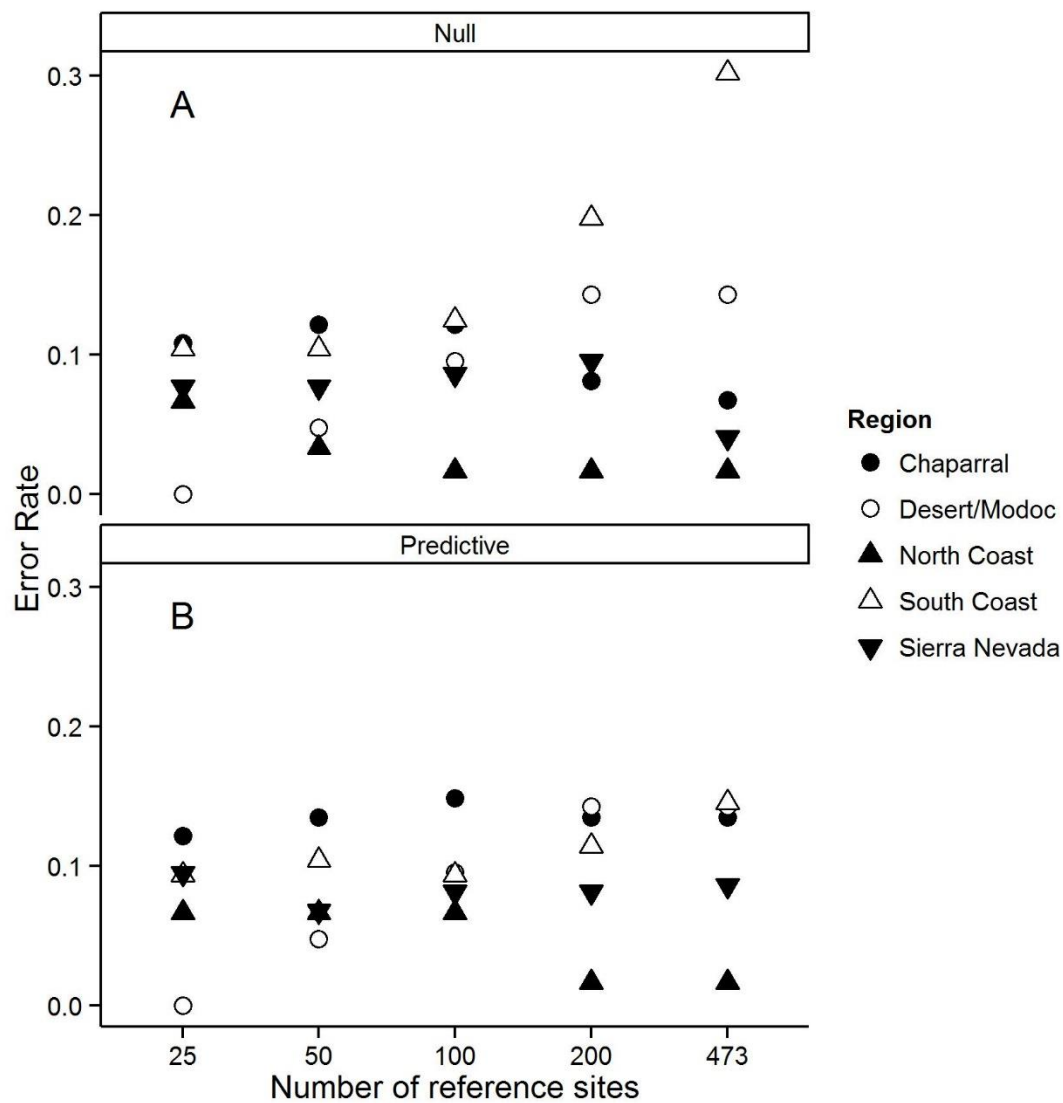 Null
A
0.3
0.2
0.1
0.0
Predictive
B
0.3
0.2
0.1
0.0
Error Rate
25
50
100
200
473
Number of reference sites
Region
Chaparral
Desert/Modoc
North Coast
South Coast
Sierra Nevada